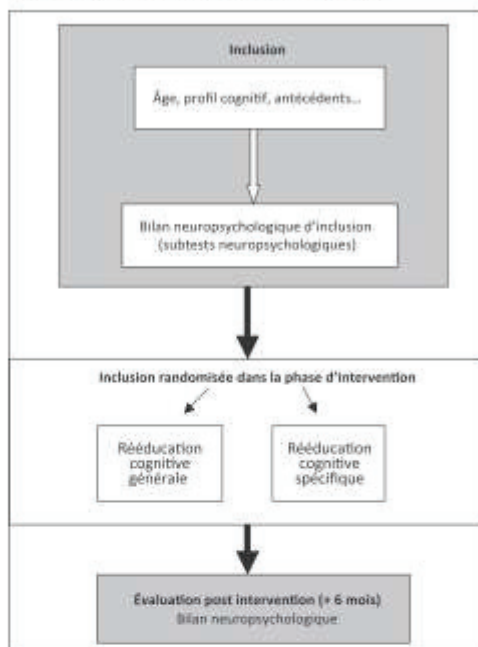 Inclusion
Âge, profil cognitif, antécédents...
Bilan neuropsychologique d'inclusion
(subtests neuropsychologiques)
Inclusion randomisée dans la phase d'intervention
Rééducation
cognitive
générale
Rééducation
cognitive
spécifique
Évaluation post intervention (+ 6 mois)
Bilan neuropsychologique